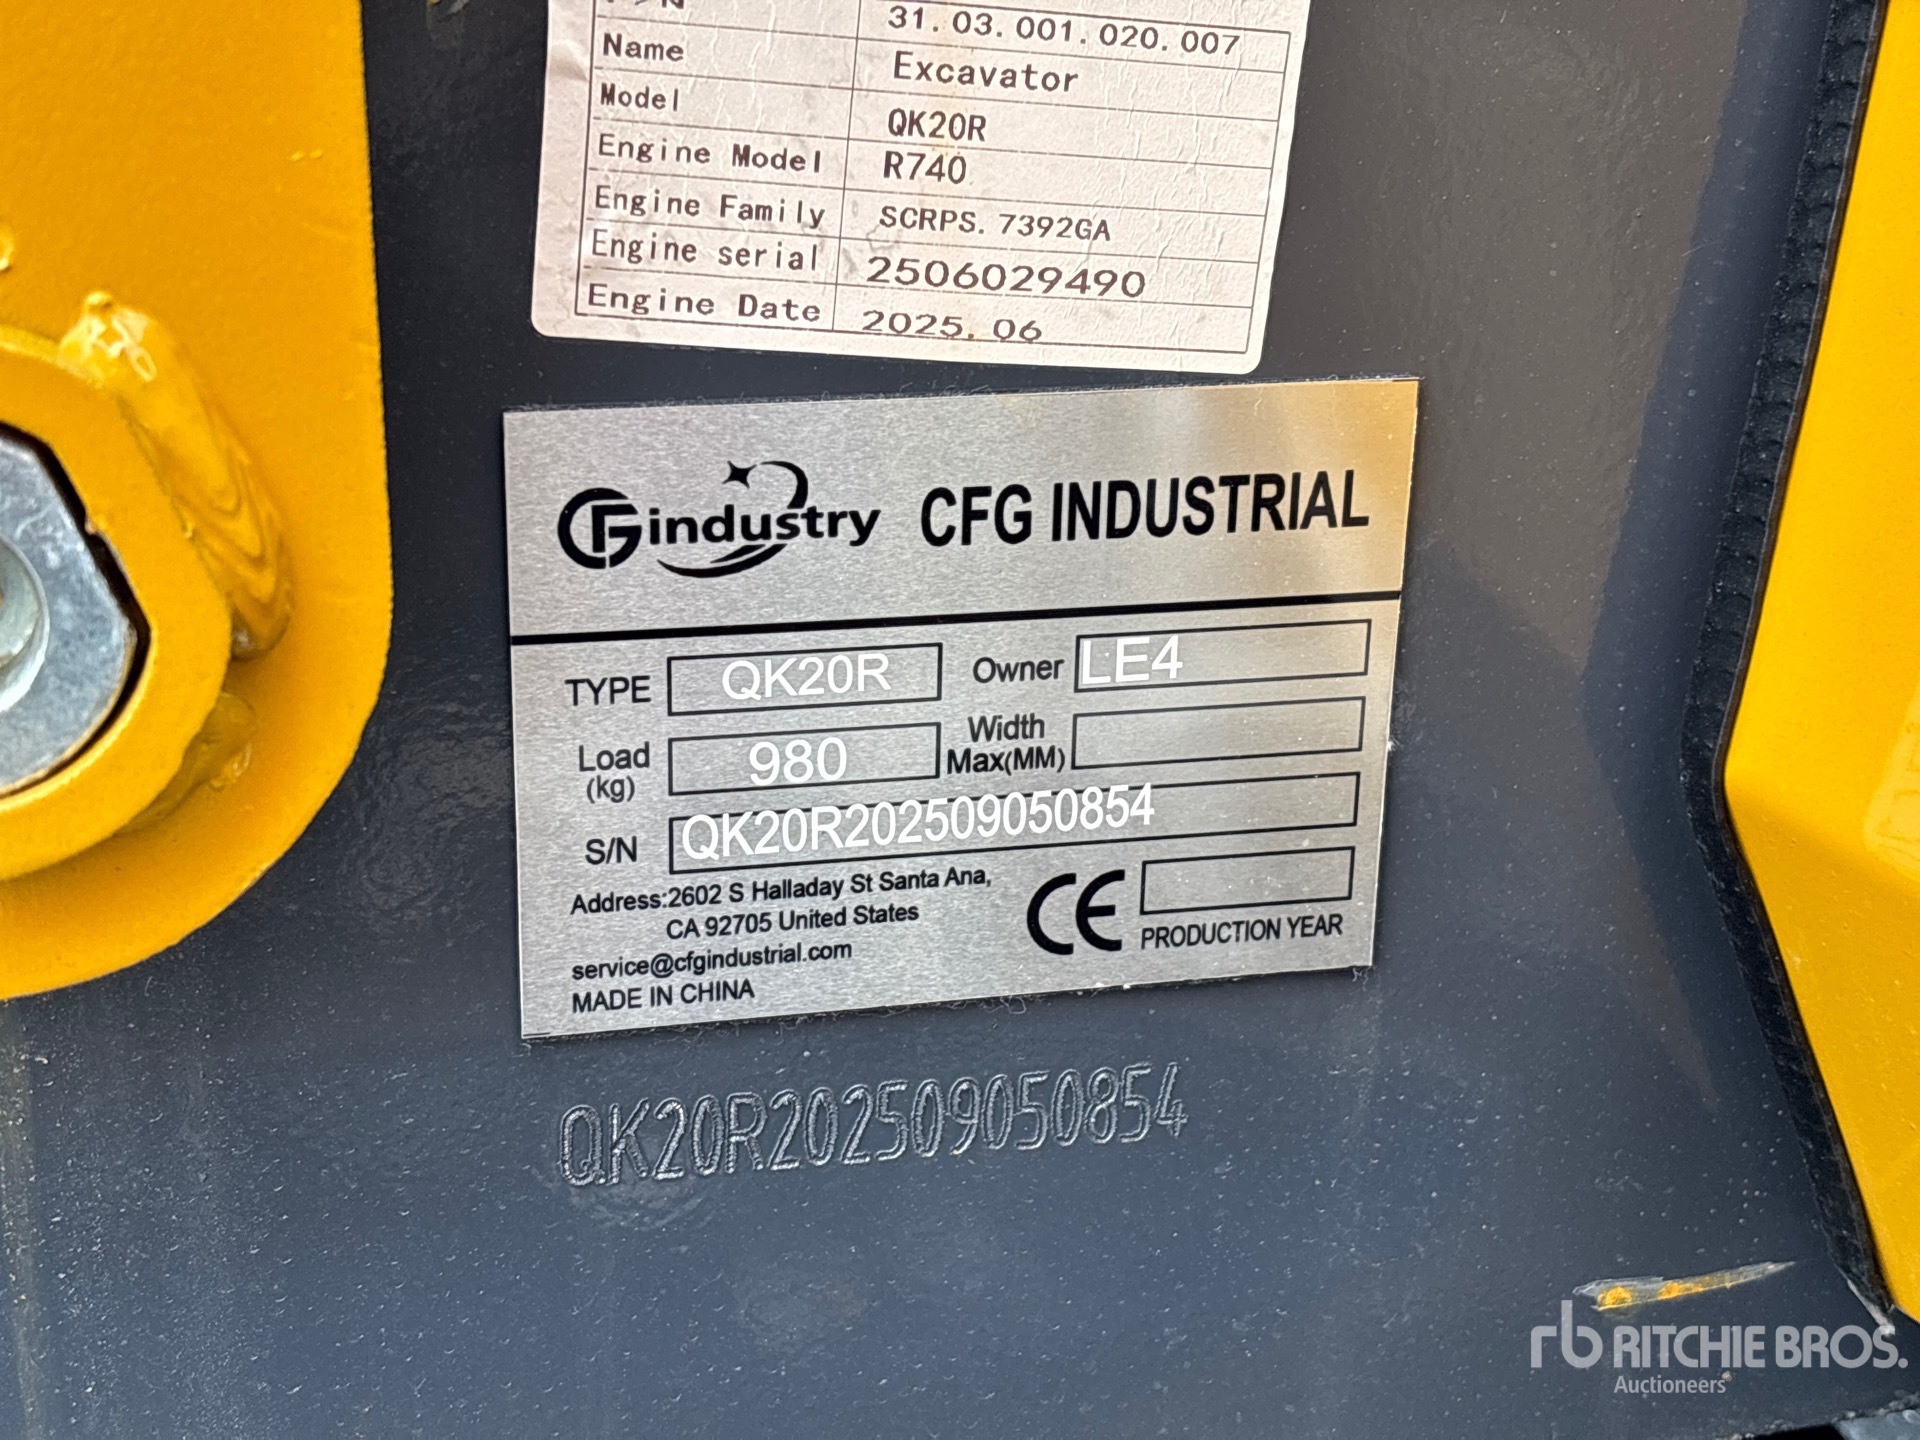 P/N 31.03.001.020.007
Name Excavator
Model QK20R
Engine Model R740
Engine Family SCRPS.7392GA
Engine serial 2506029490
Engine Date 2025.06
CFG industry CFG INDUSTRIAL
TYPE QK20R Owner LE4
Load (kg) 980 Width Max(MM)
S/N QK20R202509050854
Address:2602 S Halladay St Santa Ana,
CA 92705 United States
service@cfgindustrial.com
MADE IN CHINA
CE PRODUCTION YEAR
QK20R202509050854
rb RITCHIE BROS.
Auctioneers